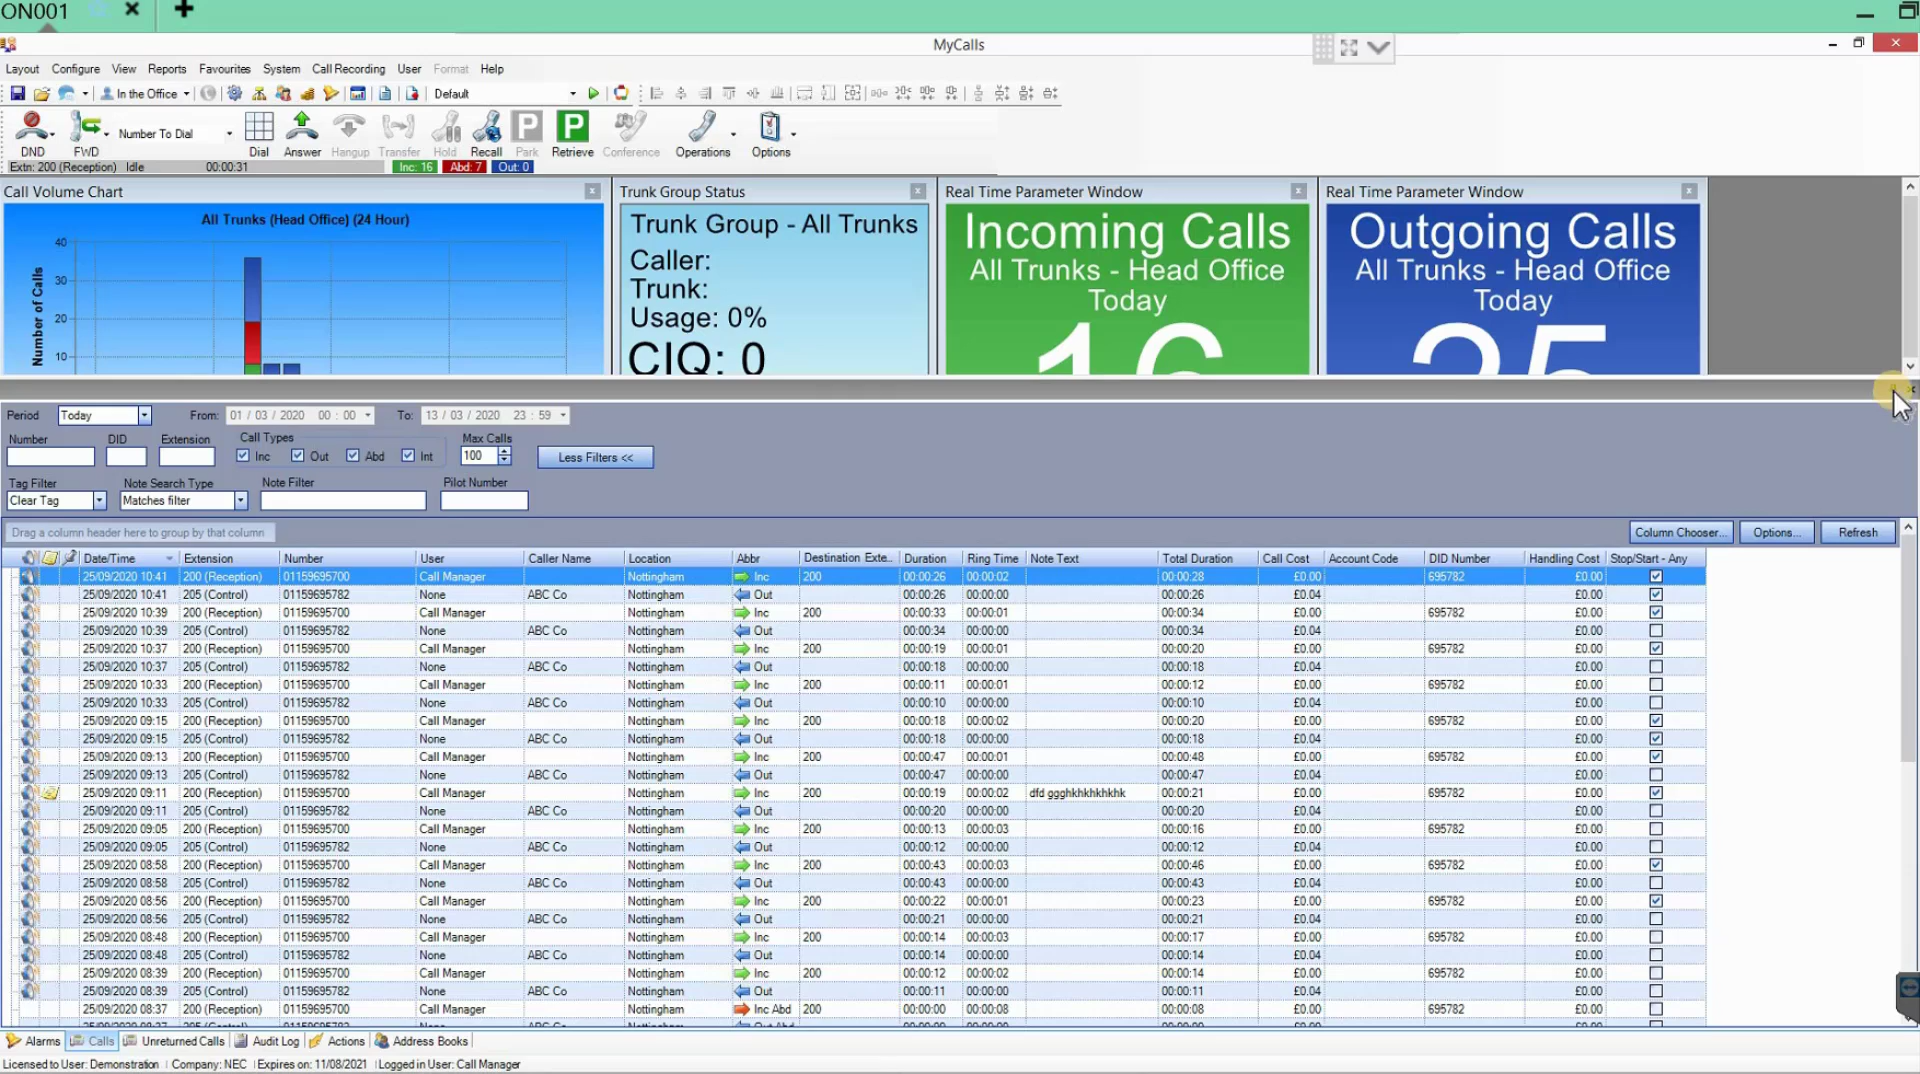 ON001
MyCalls
Layout Configure View Reports Favourites System Call Recording User Format Help
In the Office Default
Number To Dial
DND FWD Dial Answer Hangup Transfer Hold Recall Park Retrieve Conference Operations Options
Extn: 200 (Reception) Idle 00:00:31 Inc: 16 Abd: 7 Out: 0
Call Volume Chart
All Trunks (Head Office) (24 Hour)
Number of Calls
40
30
20
10
Trunk Group Status
Trunk Group - All Trunks
Caller:
Trunk:
Usage: 0%
CIQ: 0
Real Time Parameter Window
Incoming Calls
All Trunks - Head Office
Today
16
Real Time Parameter Window
Outgoing Calls
All Trunks - Head Office
Today
25
Period Today From: 01 / 03 / 2020 00 : 00 To: 13 / 03 / 2020 23 : 59
Number DID Extension Call Types Max Calls
Inc Out Abd Int 100 Less Filters <<
Tag Filter Note Search Type Note Filter Pilot Number
Clear Tag Matches filter
Drag a column header here to group by that column Column Chooser... Options... Refresh
Date/Time Extension Number User Caller Name Location Abbr Destination Exte... Duration Ring Time Note Text Total Duration Call Cost Account Code DID Number Handling Cost Stop/Start - Any
25/09/2020 10:41 200 (Reception) 01159695700 Call Manager Nottingham Inc 200 00:00:26 00:00:02 00:00:28 £0.00 695782 £0.00
25/09/2020 10:41 205 (Control) 01159695782 None ABC Co Nottingham Out 00:00:26 00:00:00 00:00:26 £0.04 £0.00
25/09/2020 10:39 200 (Reception) 01159695700 Call Manager Nottingham Inc 200 00:00:33 00:00:01 00:00:34 £0.00 695782 £0.00
25/09/2020 10:39 205 (Control) 01159695782 None ABC Co Nottingham Out 00:00:34 00:00:00 00:00:34 £0.04 £0.00
25/09/2020 10:37 200 (Reception) 01159695700 Call Manager Nottingham Inc 200 00:00:19 00:00:01 00:00:20 £0.00 695782 £0.00
25/09/2020 10:37 205 (Control) 01159695782 None ABC Co Nottingham Out 00:00:18 00:00:00 00:00:18 £0.04 £0.00
25/09/2020 10:33 200 (Reception) 01159695700 Call Manager Nottingham Inc 200 00:00:11 00:00:01 00:00:12 £0.00 695782 £0.00
25/09/2020 10:33 205 (Control) 01159695782 None ABC Co Nottingham Out 00:00:10 00:00:00 00:00:10 £0.04 £0.00
25/09/2020 09:15 200 (Reception) 01159695700 Call Manager Nottingham Inc 200 00:00:18 00:00:02 00:00:20 £0.00 695782 £0.00
25/09/2020 09:15 205 (Control) 01159695782 None ABC Co Nottingham Out 00:00:18 00:00:00 00:00:18 £0.04 £0.00
25/09/2020 09:13 200 (Reception) 01159695700 Call Manager Nottingham Inc 200 00:00:47 00:00:01 00:00:48 £0.00 695782 £0.00
25/09/2020 09:13 205 (Control) 01159695782 None ABC Co Nottingham Out 00:00:47 00:00:00 00:00:47 £0.04 £0.00
25/09/2020 09:11 200 (Reception) 01159695700 Call Manager Nottingham Inc 200 00:00:19 00:00:02 dfd ggghkhkhkhkhk 00:00:21 £0.00 695782 £0.00
25/09/2020 09:11 205 (Control) 01159695782 None ABC Co Nottingham Out 00:00:20 00:00:00 00:00:20 £0.04 £0.00
25/09/2020 09:05 200 (Reception) 01159695700 Call Manager Nottingham Inc 200 00:00:13 00:00:03 00:00:16 £0.00 695782 £0.00
25/09/2020 09:05 205 (Control) 01159695782 None ABC Co Nottingham Out 00:00:12 00:00:00 00:00:12 £0.04 £0.00
25/09/2020 08:58 200 (Reception) 01159695700 Call Manager Nottingham Inc 200 00:00:43 00:00:03 00:00:46 £0.00 695782 £0.00
25/09/2020 08:58 205 (Control) 01159695782 None ABC Co Nottingham Out 00:00:43 00:00:00 00:00:43 £0.04 £0.00
25/09/2020 08:56 200 (Reception) 01159695700 Call Manager Nottingham Inc 200 00:00:22 00:00:01 00:00:23 £0.00 695782 £0.00
25/09/2020 08:56 205 (Control) 01159695782 None ABC Co Nottingham Out 00:00:21 00:00:00 00:00:21 £0.04 £0.00
25/09/2020 08:48 200 (Reception) 01159695700 Call Manager Nottingham Inc 200 00:00:14 00:00:03 00:00:17 £0.00 695782 £0.00
25/09/2020 08:48 205 (Control) 01159695782 None ABC Co Nottingham Out 00:00:14 00:00:00 00:00:14 £0.04 £0.00
25/09/2020 08:39 200 (Reception) 01159695700 Call Manager Nottingham Inc 200 00:00:12 00:00:02 00:00:14 £0.00 695782 £0.00
25/09/2020 08:39 205 (Control) 01159695782 None ABC Co Nottingham Out 00:00:11 00:00:00 00:00:11 £0.04 £0.00
25/09/2020 08:37 200 (Reception) 01159695700 Call Manager Nottingham Inc Abd 200 00:00:00 00:00:08 00:00:08 £0.00 695782 £0.00
Alarms Calls Unreturned Calls Audit Log Actions Address Books
Licensed to User: Demonstration Company: NEC Expires on: 11/08/2021 Logged in User: Call Manager